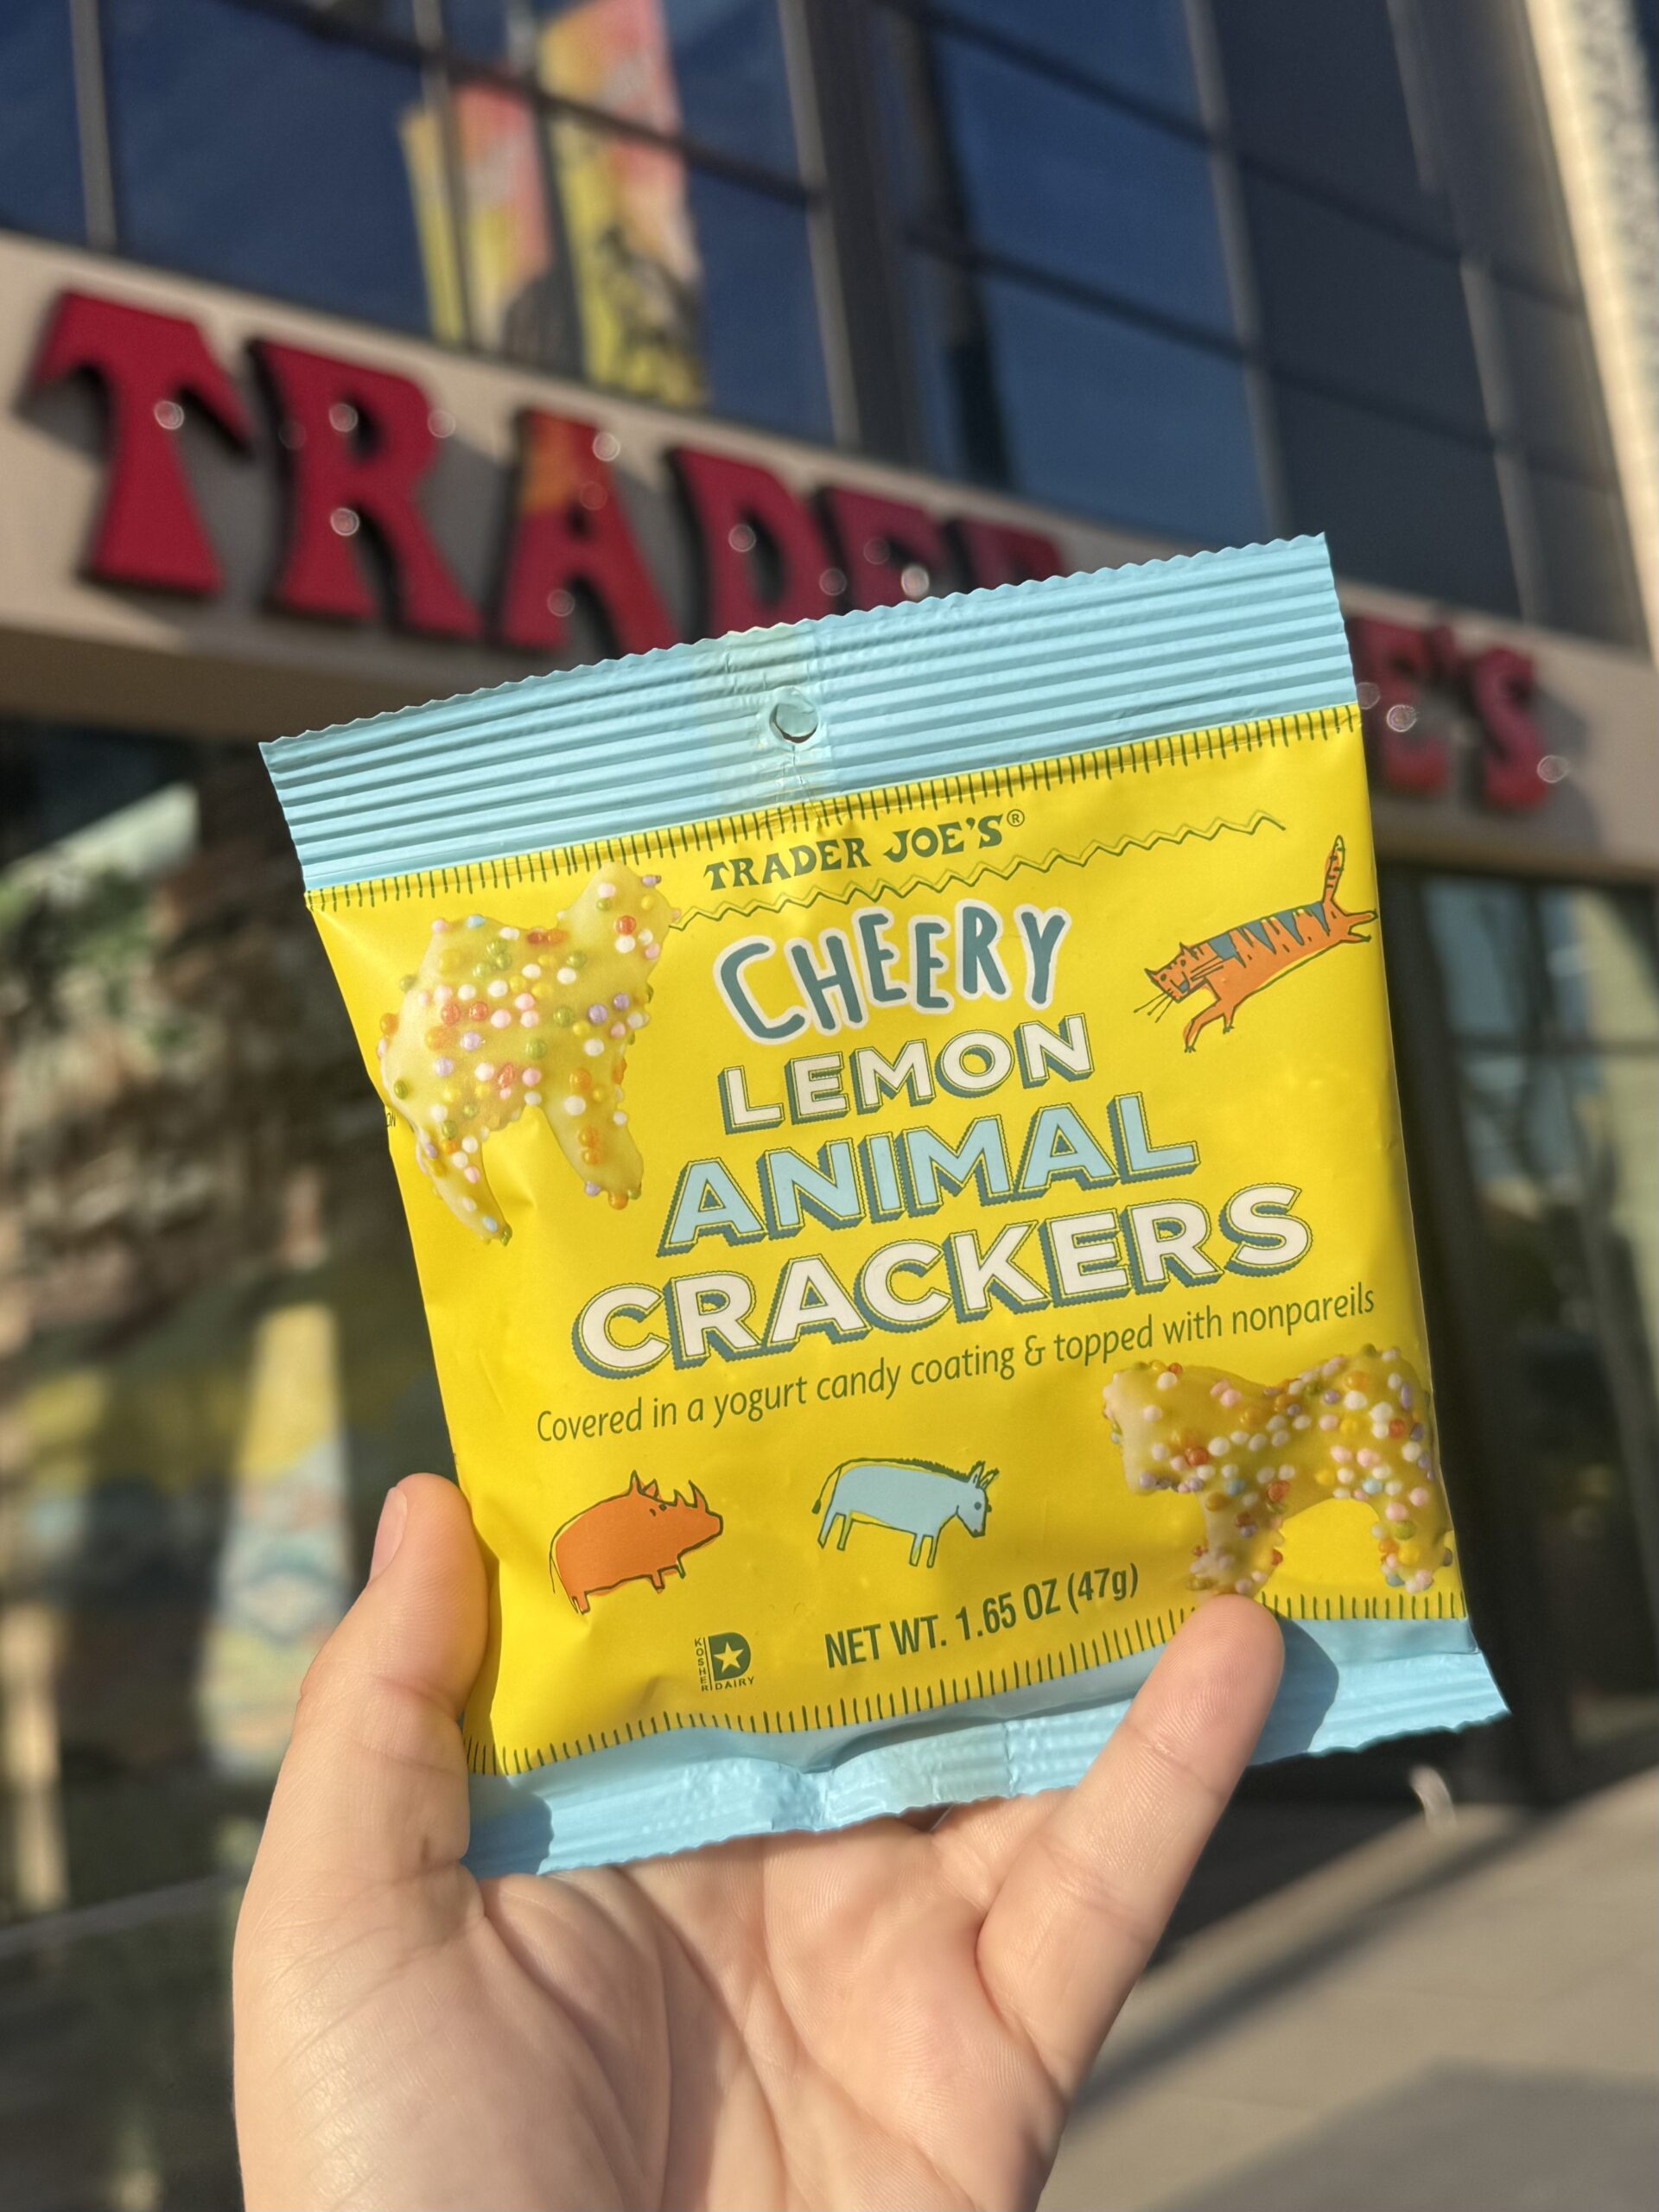 TRADER
E'S
TRADER JOE'S®
CHEERY
LEMON
ANIMAL
CRACKERS
Covered in a yogurt candy coating & topped with nonpareils
KOSHER
D
DAIRY
NET WT. 1.65 OZ (47g)